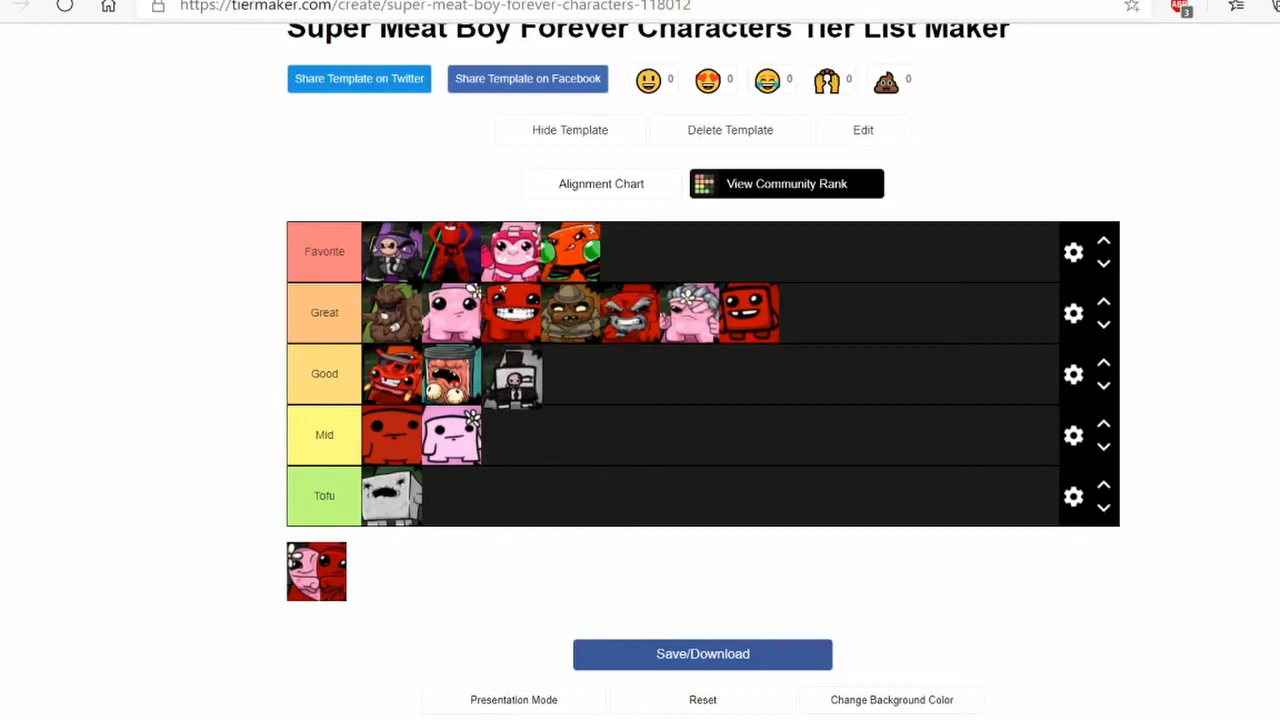 https://tiermaker.com/create/super-meat-boy-forever-characters-118012
ABP
3
Super Meat Boy Forever Characters Tier List Maker
Share Template on Twitter
Share Template on Facebook
0
0
0
0
0
Hide Template
Delete Template
Edit
Alignment Chart
View Community Rank
Favorite
Great
Good
Mid
Tofu
Save/Download
Presentation Mode
Reset
Change Background Color